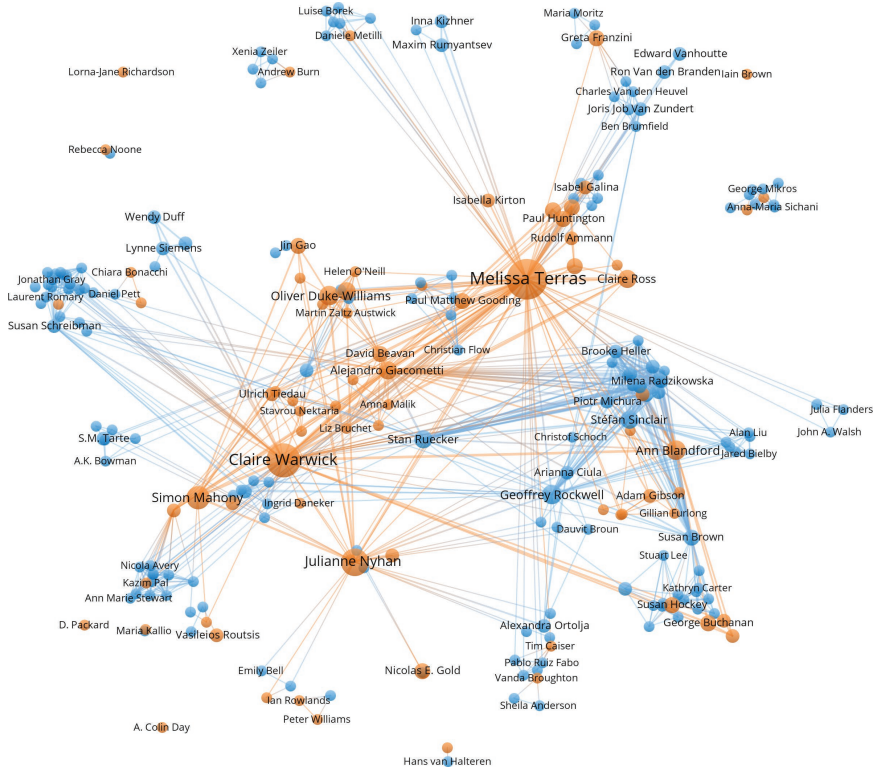 Luise Borek
Maria Moritz
Inna Kizhner
Daniele Metilli
Greta Franzini
Maxim Rumyantsev
Xenia Zeiler
Edward Vanhoutte
Lorna-Jane Richardson
Andrew Burn
Ron Van den Branden
Iain Brown
Charles Van den Heuvel
Joris Job Van Zundert
Ben Brumfield
Rebecca Noone
Isabel Galina
George Mikros
Isabella Kirton
Anna-Maria Sichani
Wendy Duff
Paul Huntington
Rudolf Ammann
Lynne Siemens
Jin Gao
Chiara Bonacchi
Helen O'Neill
Jonathan Gray
Melissa Terras
Claire Ross
Laurent Romary
Daniel Pett
Oliver Duke-Williams
Paul Matthew Gooding
Martin Zaltz Austwick
Susan Schreibman
David Beavan
Christian Flow
Brooke Heller
Alejandro Giacometti
Milena Radzikowska
Ulrich Tiedau
Amna Malik
Piotr Michura
Stavrou Nektaria
Julia Flanders
Stéfan Sinclair
Liz Bruchet
S.M. Tarte
Stan Ruecker
Christof Schoch
Alan Liu
John A. Walsh
A.K. Bowman
Claire Warwick
Ann Blandford
Jared Bielby
Arianna Ciula
Simon Mahony
Geoffrey Rockwell
Adam Gibson
Ingrid Daneker
Gillian Furlong
Dauvit Broun
Susan Brown
Stuart Lee
Nicola Avery
Julianne Nyhan
Kazim Pal
Kathryn Carter
Ann Marie Stewart
Susan Hockey
D. Packard
Maria Kallio
Vasileios Routsis
Alexandra Ortolja
George Buchanan
Tim Caiser
Emily Bell
Nicolas E. Gold
Pablo Ruiz Fabo
Vanda Broughton
Ian Rowlands
Sheila Anderson
Peter Williams
A. Colin Day
Hans van Halteren